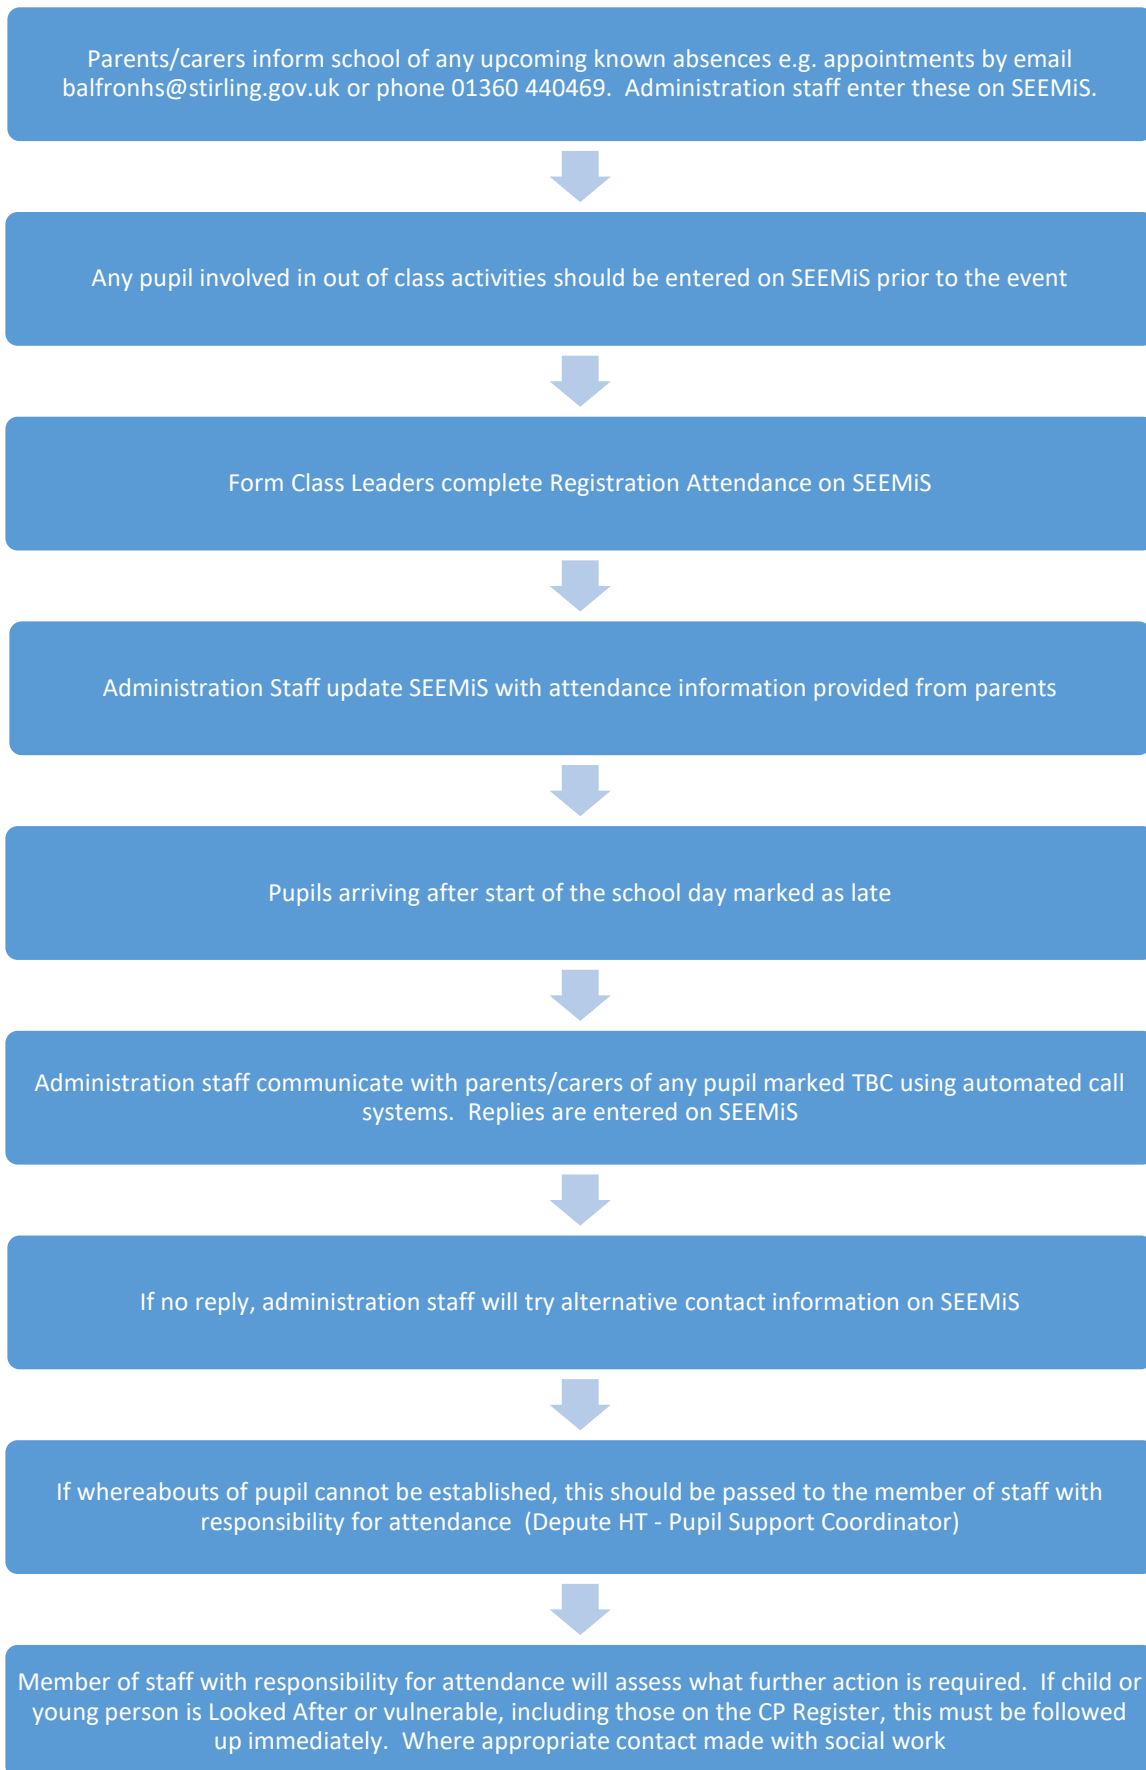 Parents/carers inform school of any upcoming known absences e.g. appointments by email
balfronhs@stirling.gov.uk or phone 01360 440469.  Administration staff enter these on SEEMiS.
Any pupil involved in out of class activities should be entered on SEEMiS prior to the event
Form Class Leaders complete Registration Attendance on SEEMiS
Administration Staff update SEEMiS with attendance information provided from parents
Pupils arriving after start of the school day marked as late
Administration staff communicate with parents/carers of any pupil marked TBC using automated call
systems.  Replies are entered on SEEMiS
If no reply, administration staff will try alternative contact information on SEEMiS
If whereabouts of pupil cannot be established, this should be passed to the member of staff with
responsibility for attendance  (Depute HT - Pupil Support Coordinator)
Member of staff with responsibility for attendance will assess what further action is required.  If child or
young person is Looked After or vulnerable, including those on the CP Register, this must be followed
up immediately.  Where appropriate contact made with social work